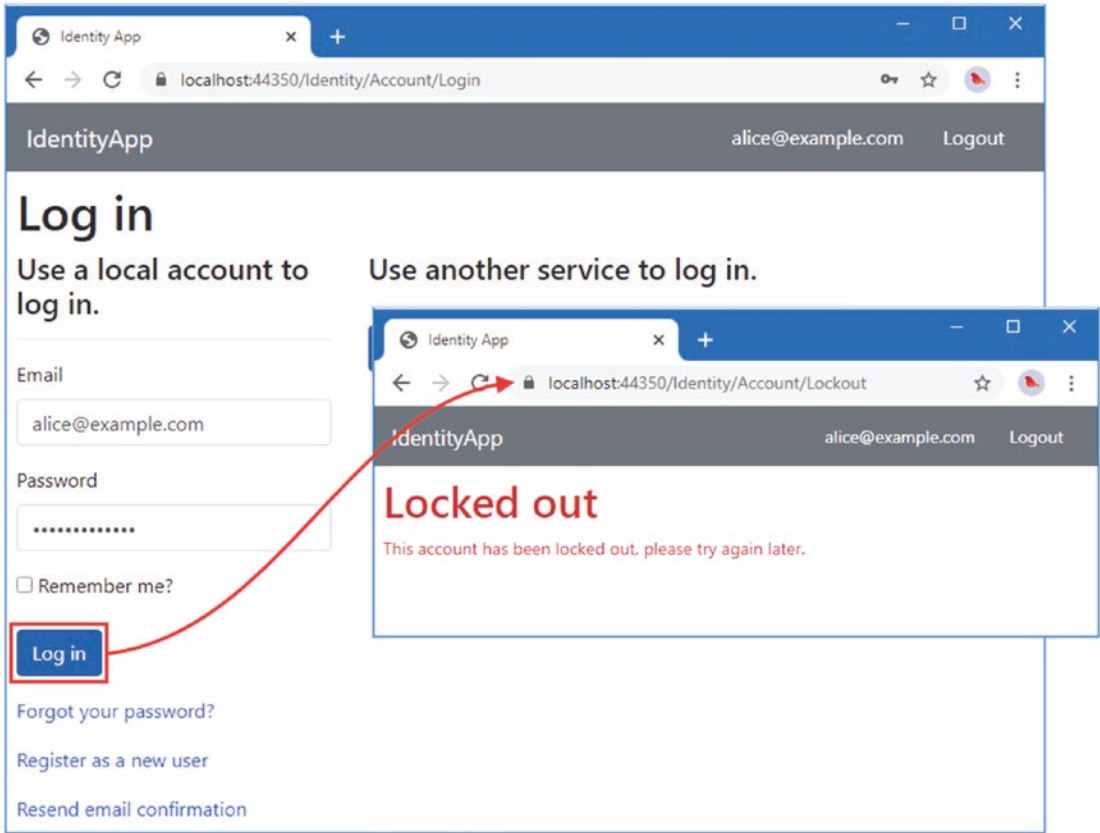 Identity App
localhost:44350/Identity/Account/Login
IdentityApp
alice@example.com
Logout
Log in
Use a local account to
log in.
Use another service to log in.
Email
alice@example.com
Password
•••••••••••••
Remember me?
Log in
Forgot your password?
Register as a new user
Resend email confirmation
Identity App
localhost:44350/Identity/Account/Lockout
IdentityApp
alice@example.com
Logout
Locked out
This account has been locked out, please try again later.